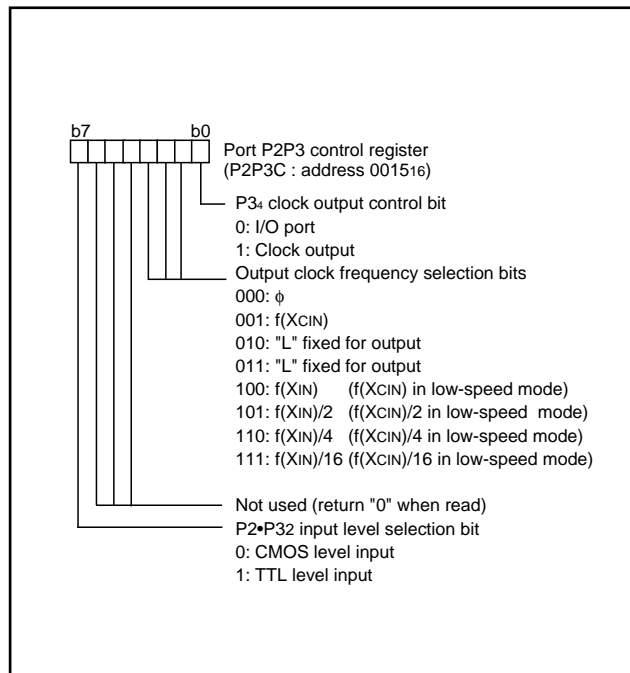 b7 b0
Port P2P3 control register
(P2P3C : address 001516)
P34 clock output control bit
0: I/O port
1: Clock output
Output clock frequency selection bits
000: ϕ
001: f(XCIN)
010: "L" fixed for output
011: "L" fixed for output
100: f(XIN) (f(XCIN) in low-speed mode)
101: f(XIN)/2 (f(XCIN)/2 in low-speed mode)
110: f(XIN)/4 (f(XCIN)/4 in low-speed mode)
111: f(XIN)/16 (f(XCIN)/16 in low-speed mode)
Not used (return "0" when read)
P2•P32 input level selection bit
0: CMOS level input
1: TTL level input